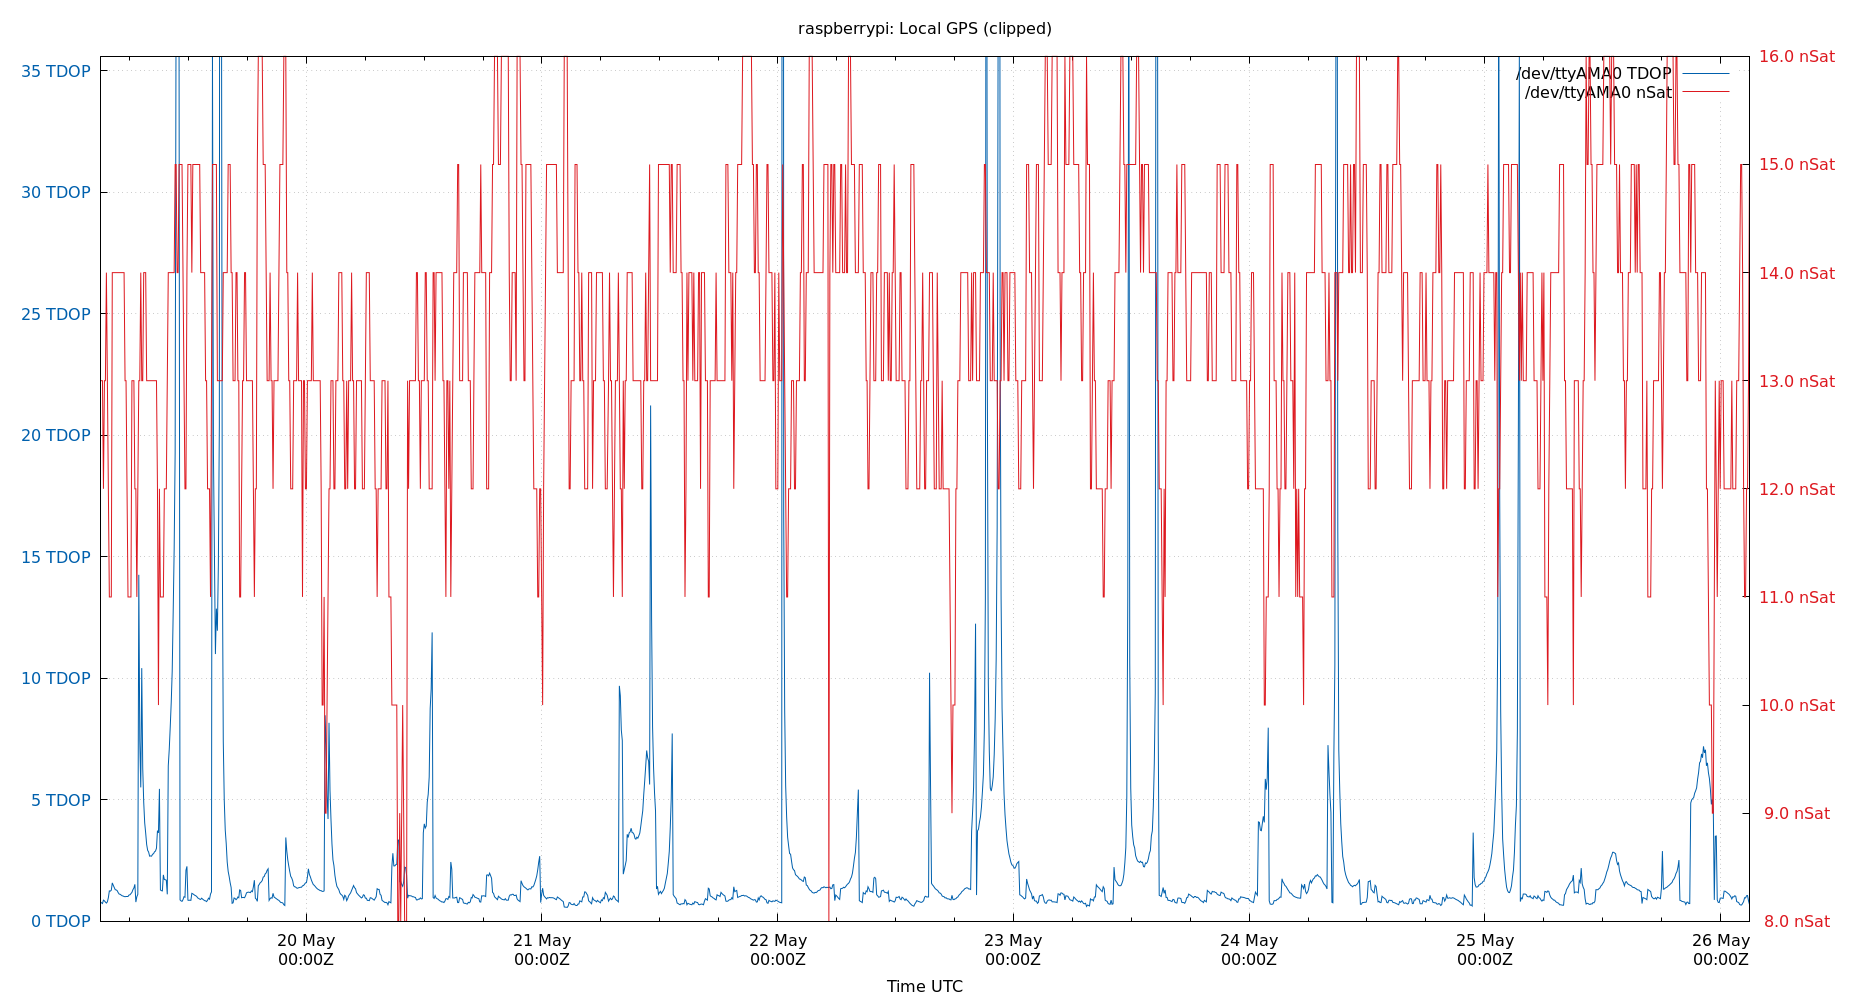 raspberrypi: Local GPS (clipped)
35 TDOP
30 TDOP
25 TDOP
20 TDOP
15 TDOP
10 TDOP
5 TDOP
0 TDOP
16.0 nSat
15.0 nSat
14.0 nSat
13.0 nSat
12.0 nSat
11.0 nSat
10.0 nSat
9.0 nSat
8.0 nSat
/dev/ttyAMA0 TDOP
/dev/ttyAMA0 nSat
20 May
00:00Z
21 May
00:00Z
22 May
00:00Z
23 May
00:00Z
24 May
00:00Z
25 May
00:00Z
26 May
00:00Z
Time UTC